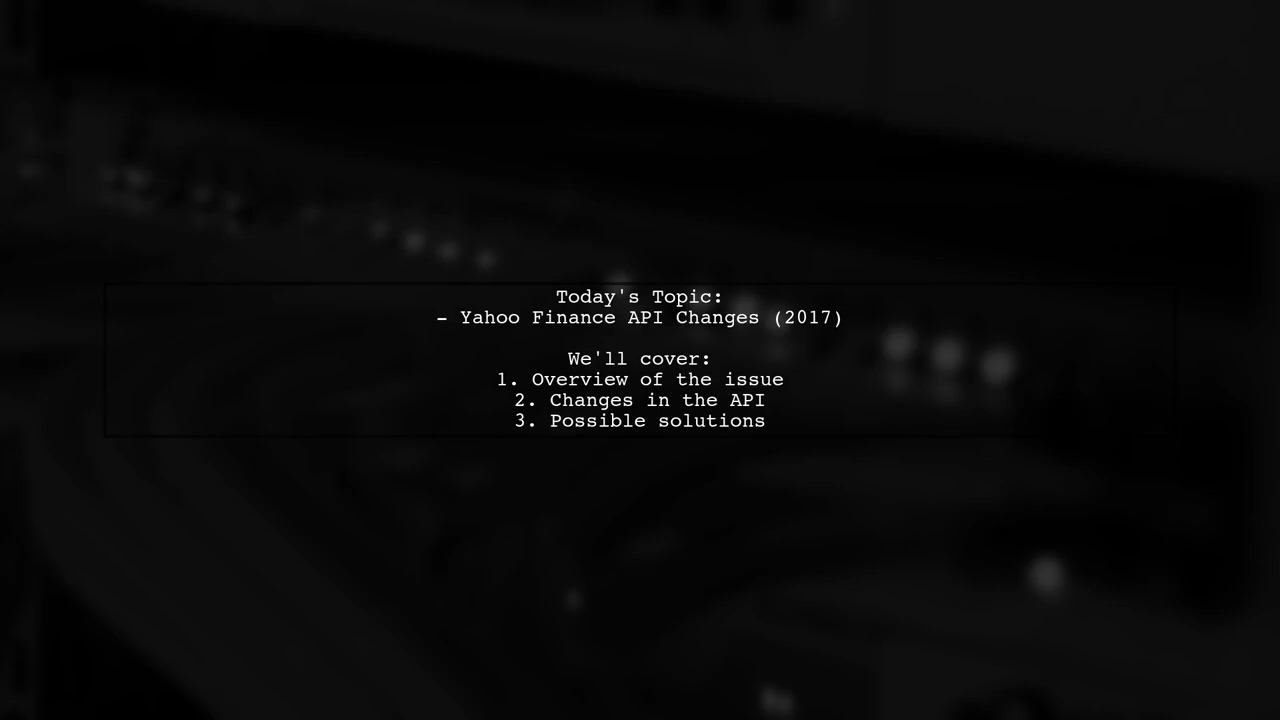 Today's Topic:
- Yahoo Finance API Changes (2017)
We'll cover:
1. Overview of the issue
2. Changes in the API
3. Possible solutions